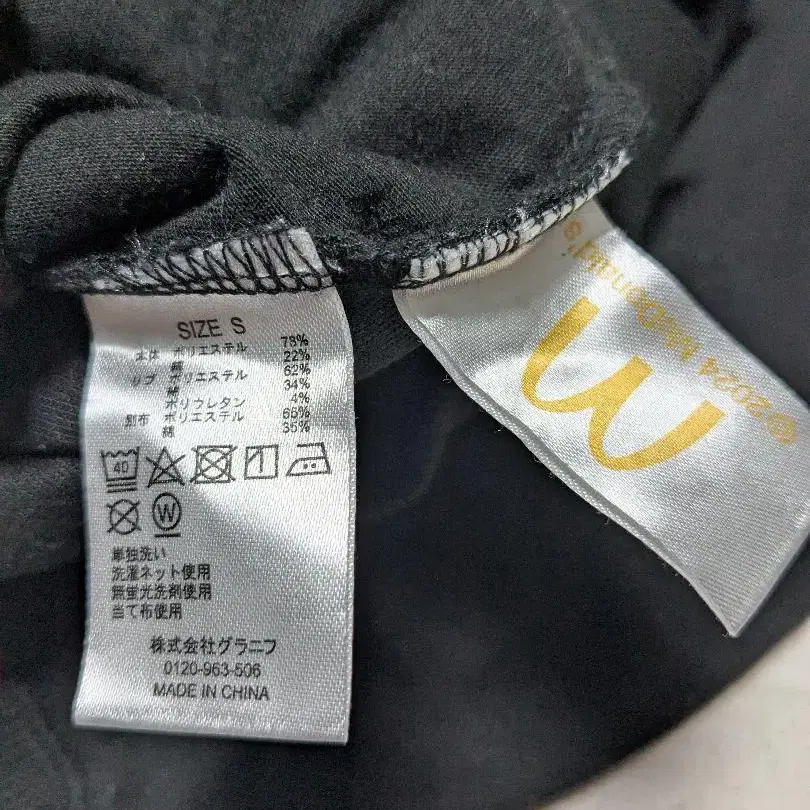 SIZE S
本体 ポリエステル 78%
綿 22%
リブ ポリエステル 62%
綿 34%
ポリウレタン 4%
別布 ポリエステル 65%
綿 35%
40
W
単独洗い
洗濯ネット使用
無蛍光洗剤使用
当て布使用
株式会社グラニフ
0120-963-506
MADE IN CHINA
© 2024 McDonald's